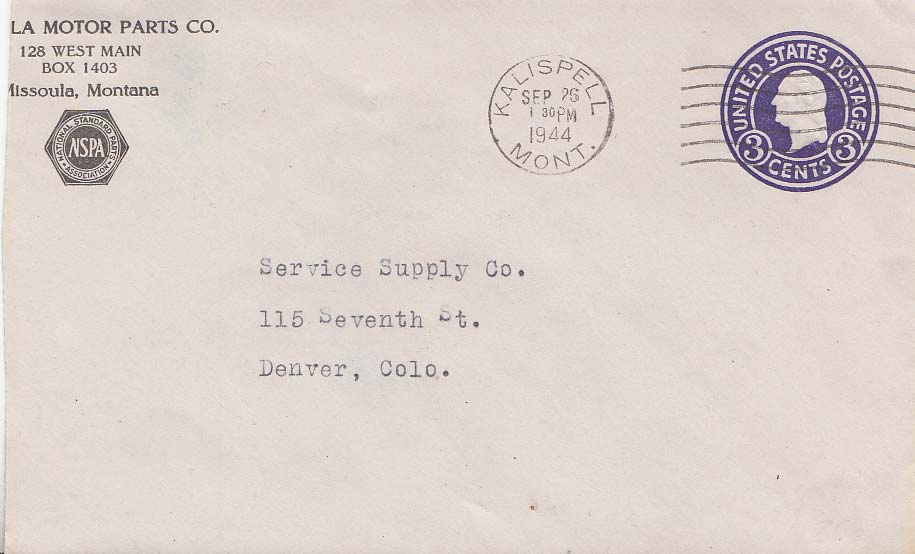 LA MOTOR PARTS CO.
128 WEST MAIN
BOX 1403
Missoula, Montana
NATIONAL STANDARD PARTS
NSPA
ASSOCIATION
KALISPELL
SEP 26
1 30 PM
1944
MONT.
UNITED STATES POSTAGE
3 CENTS 3
Service Supply Co.
115 Seventh St.
Denver, Colo.